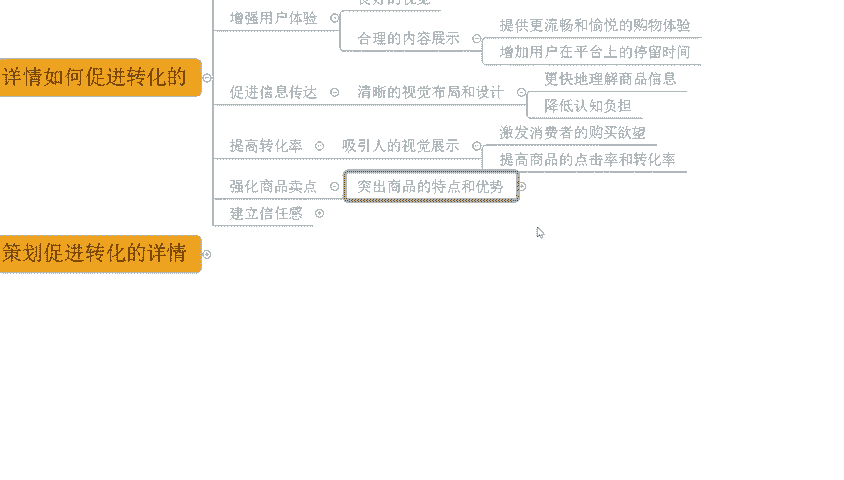 增强用户体验
合理的内容展示
提供更流畅和愉悦的购物体验
增加用户在平台上的停留时间
详情如何促进转化的
促进信息传达
清晰的视觉布局和设计
更快地理解商品信息
降低认知负担
提高转化率
吸引人的视觉展示
激发消费者的购买欲望
提高商品的点击率和转化率
强化商品卖点
突出商品的特点和优势
建立信任感
策划促进转化的详情